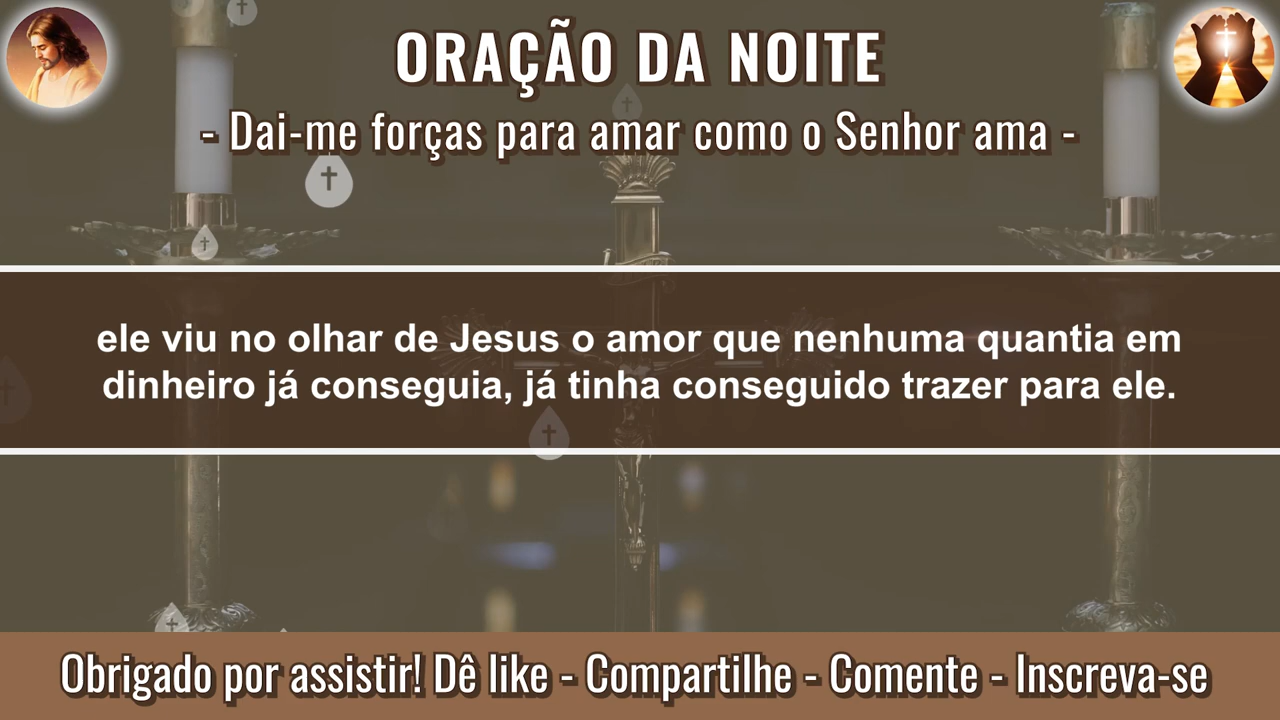 ORAÇÃO DA NOITE
- Dai-me forças para amar como o Senhor ama -
ele viu no olhar de Jesus o amor que nenhuma quantia em
dinheiro já conseguia, já tinha conseguido trazer para ele.
Obrigado por assistir! Dê like - Compartilhe - Comente - Inscreva-se